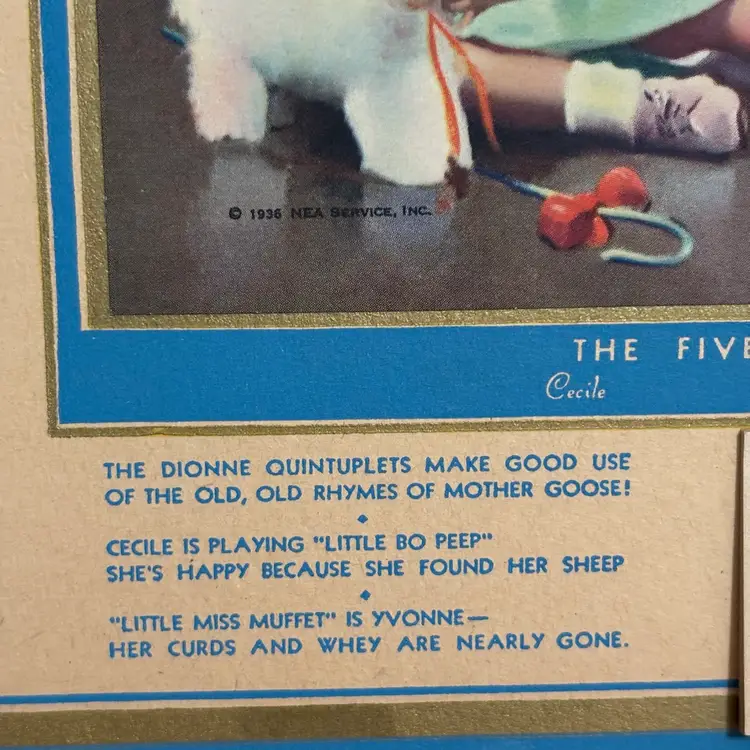 © 1936 NEA SERVICE, INC.
THE FIVE
Cecile
THE DIONNE QUINTUPLETS MAKE GOOD USE
OF THE OLD, OLD RHYMES OF MOTHER GOOSE!
CECILE IS PLAYING "LITTLE BO PEEP"
SHE'S HAPPY BECAUSE SHE FOUND HER SHEEP
"LITTLE MISS MUFFET" IS YVONNE—
HER CURDS AND WHEY ARE NEARLY GONE.